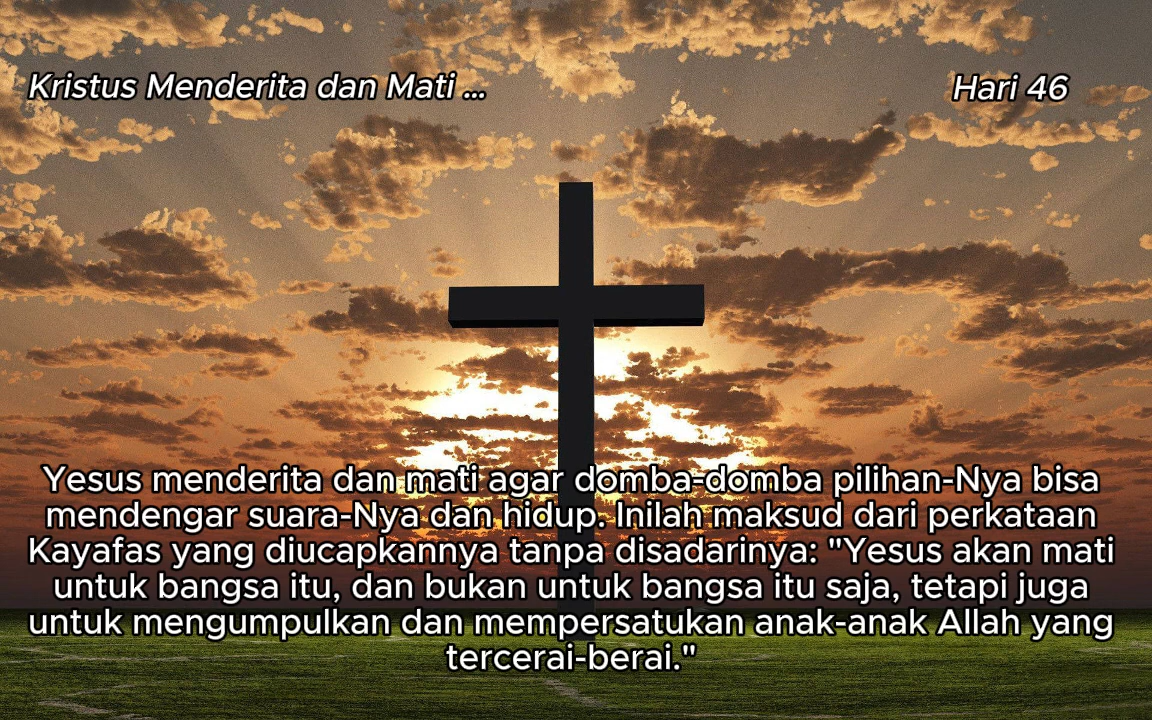 Kristus Menderita dan Mati ...
Hari 46
Yesus menderita dan mati agar domba-domba pilihan-Nya bisa
mendengar suara-Nya dan hidup. Inilah maksud dari perkataan
Kayafas yang diucapkannya tanpa disadarinya: "Yesus akan mati
untuk bangsa itu, dan bukan untuk bangsa itu saja, tetapi juga
untuk mengumpulkan dan mempersatukan anak-anak Allah yang
tercerai-berai."